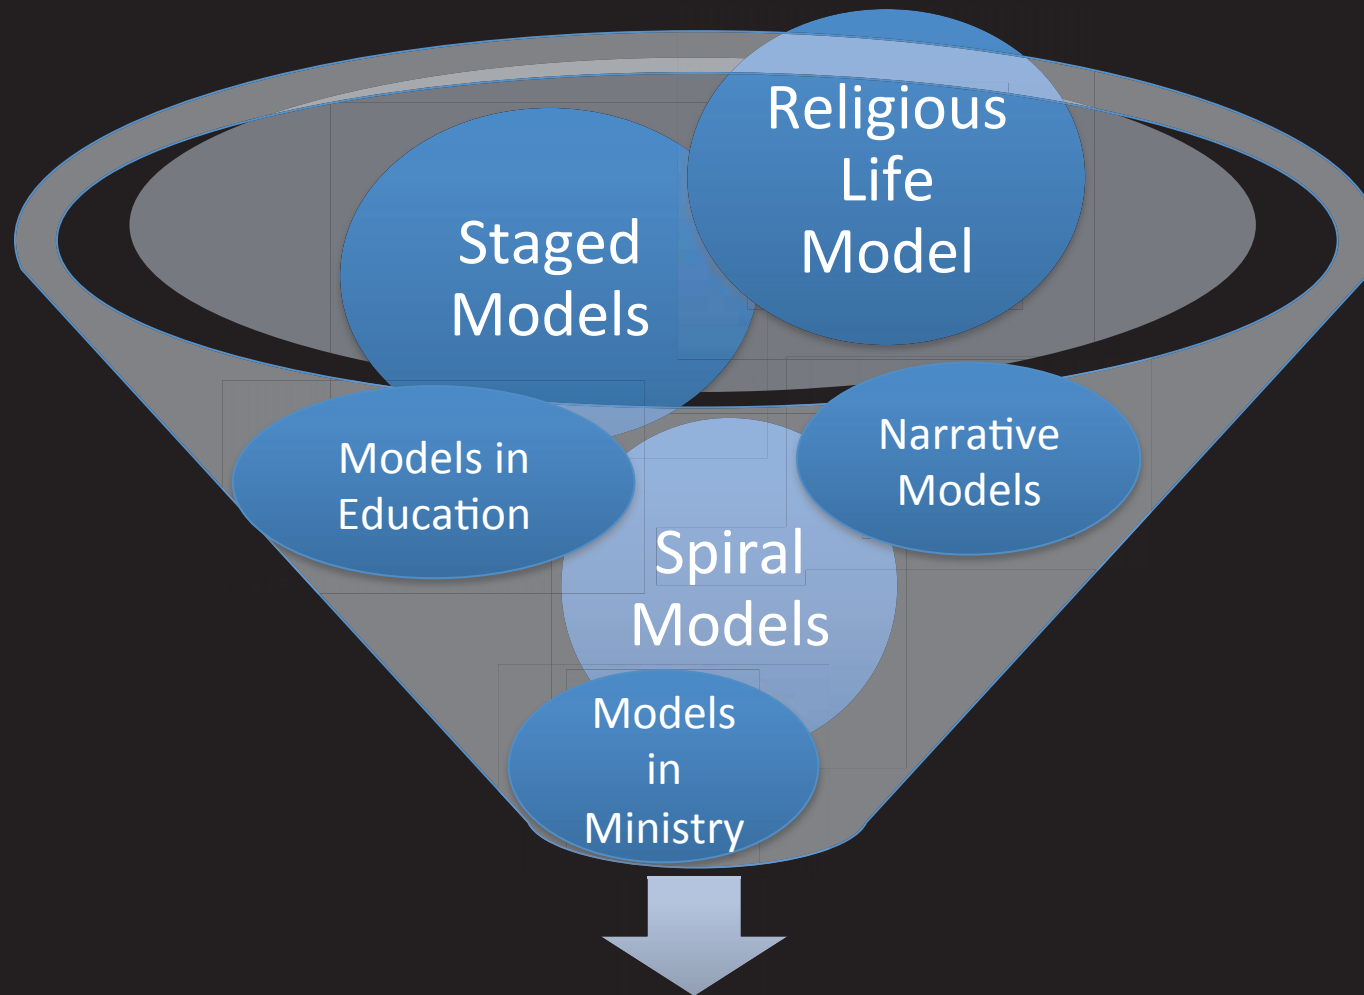 Religious
Life
Model
Staged
Models
Models in
Education
Narrative
Models
Spiral
Models
Models
in
Ministry